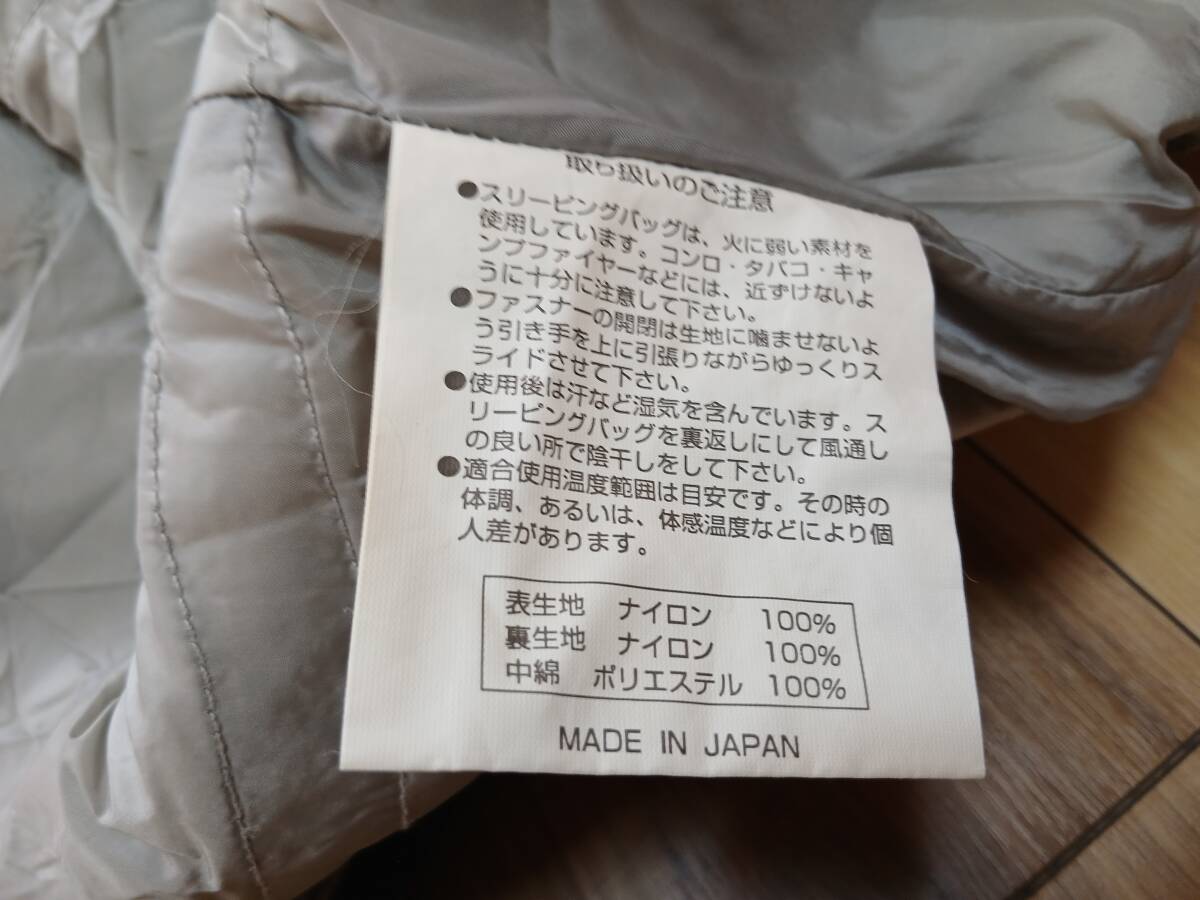 取り扱いのご注意
●スリーピングバッグは、火に弱い素材を
使用しています。コンロ・タバコ・キャ
ンプファイヤーなどには、近ずけないよ
うに十分に注意して下さい。
●ファスナーの開閉は生地に噛ませないよ
う引き手を上に引張りながらゆっくりス
ライドさせて下さい。
●使用後は汗など湿気を含んでいます。ス
リーピングバッグを裏返しにして風通し
の良い所で陰干しをして下さい。
●適合使用温度範囲は目安です。その時の
体調、あるいは、体感温度などにより個
人差があります。
表生地 ナイロン 100%
裏生地 ナイロン 100%
中綿 ポリエステル 100%
MADE IN JAPAN